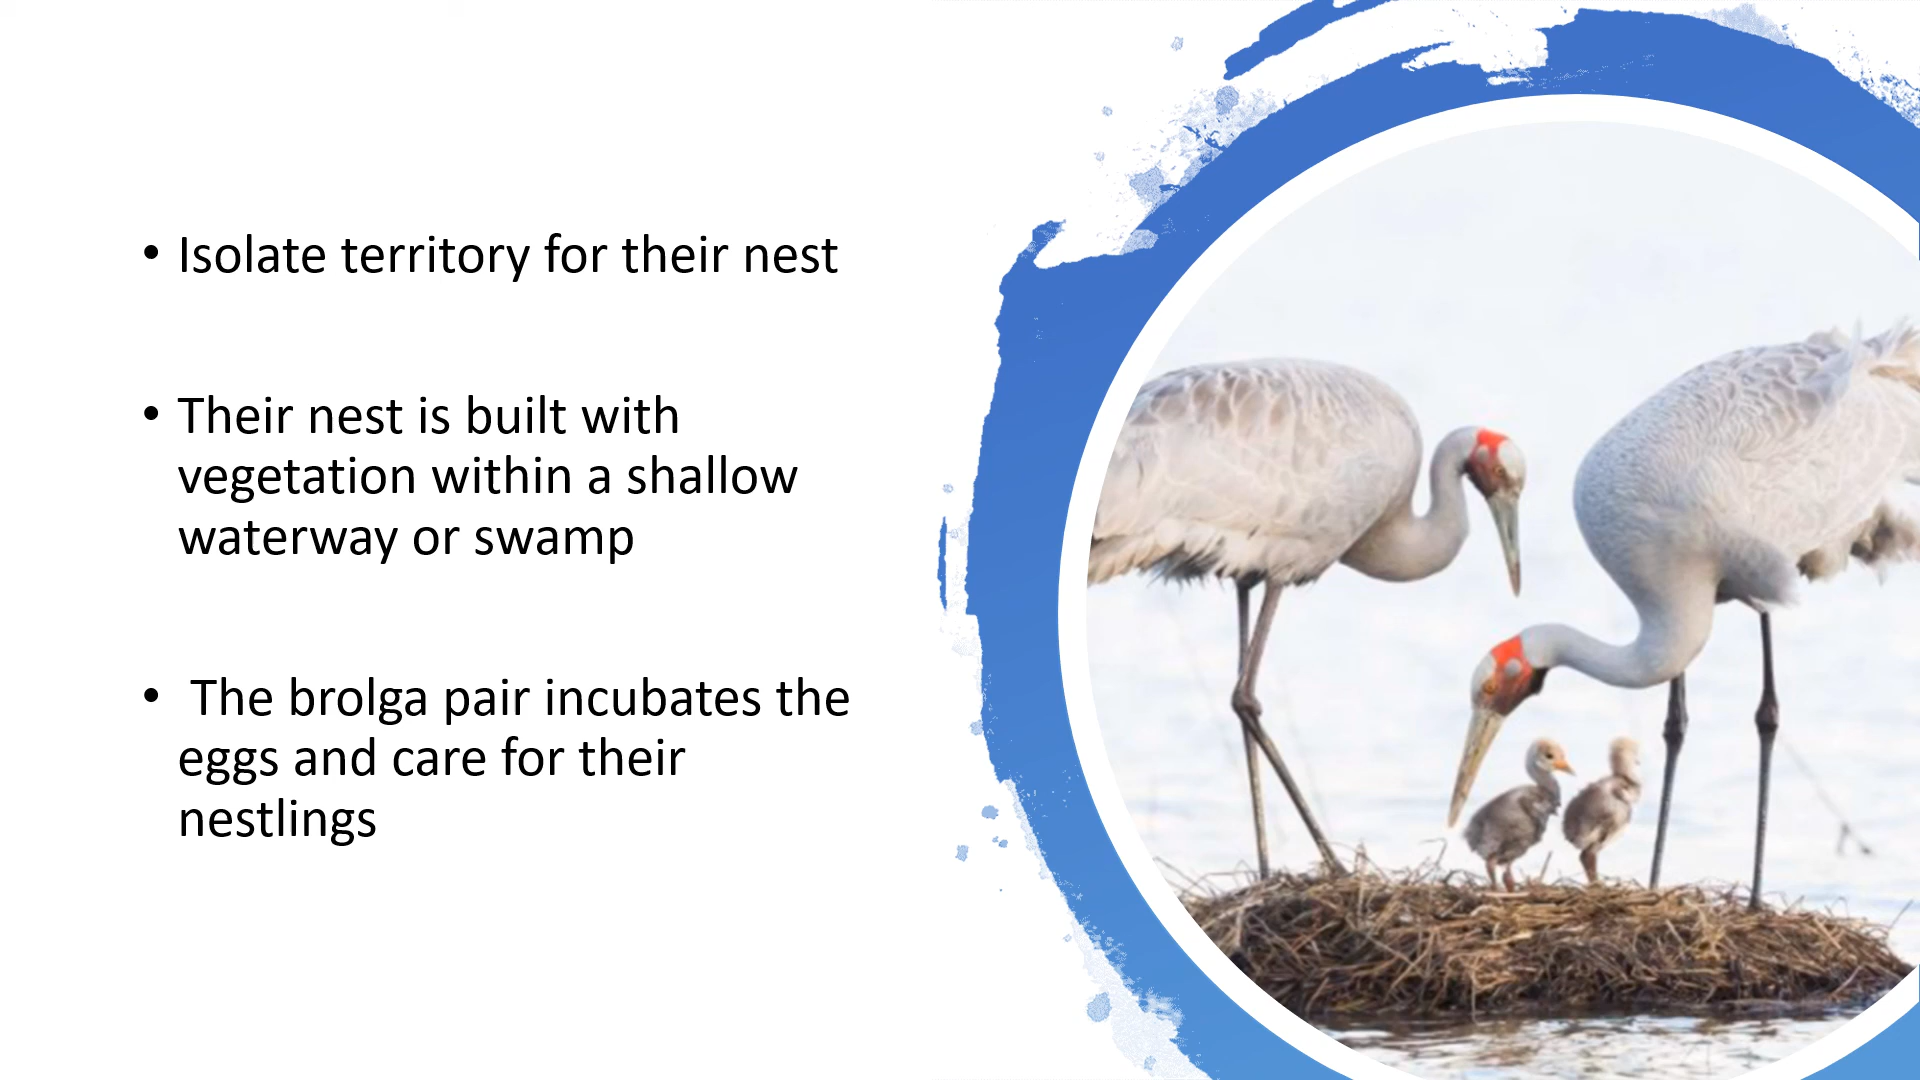 • Isolate territory for their nest
• Their nest is built with
vegetation within a shallow
waterway or swamp
• The brolga pair incubates the
eggs and care for their
nestlings